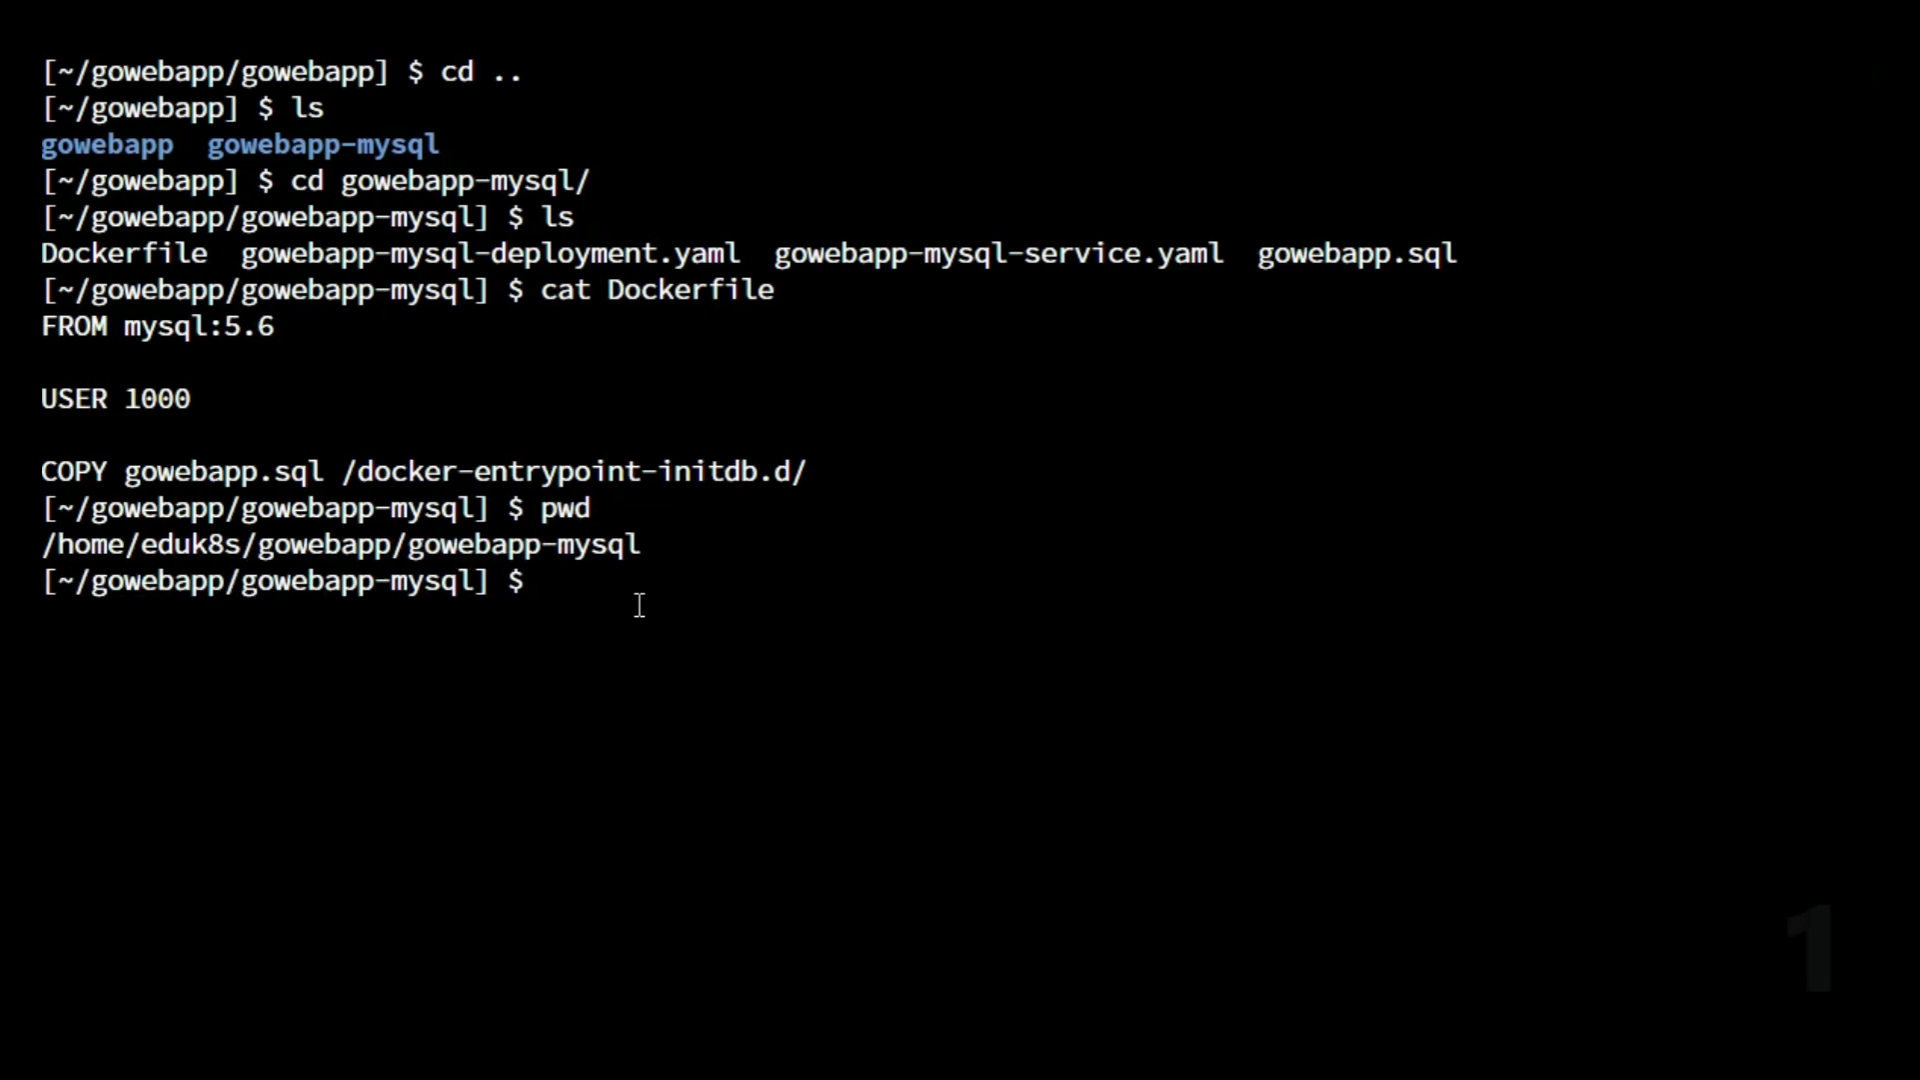 [~/gowebapp/gowebapp] $ cd ..
[~/gowebapp] $ ls
gowebapp  gowebapp-mysql
[~/gowebapp] $ cd gowebapp-mysql/
[~/gowebapp/gowebapp-mysql] $ ls
Dockerfile  gowebapp-mysql-deployment.yaml  gowebapp-mysql-service.yaml  gowebapp.sql
[~/gowebapp/gowebapp-mysql] $ cat Dockerfile
FROM mysql:5.6
USER 1000
COPY gowebapp.sql /docker-entrypoint-initdb.d/
[~/gowebapp/gowebapp-mysql] $ pwd
/home/eduk8s/gowebapp/gowebapp-mysql
[~/gowebapp/gowebapp-mysql] $
1